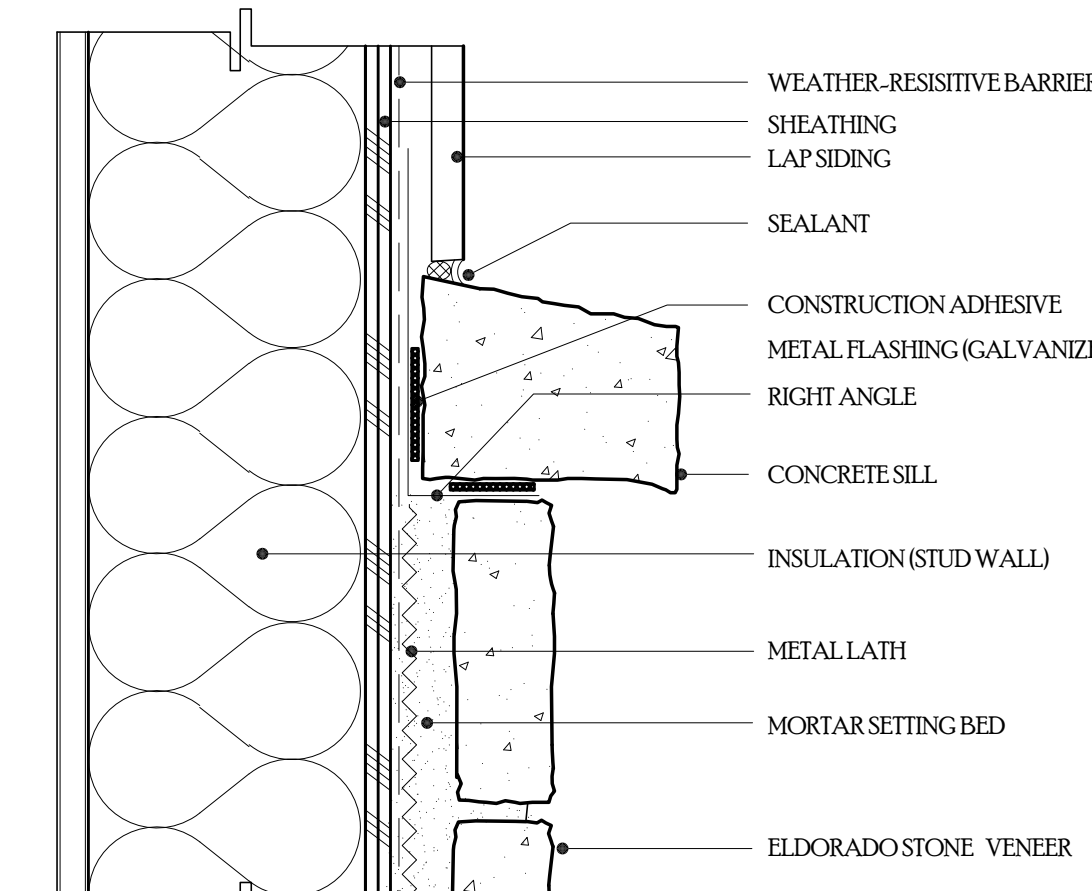 WEATHER-RESISITIVE BARRIER
SHEATHING
LAP SIDING
SEALANT
CONSTRUCTION ADHESIVE
METAL FLASHING (GALVANIZ
RIGHT ANGLE
CONCRETE SILL
INSULATION (STUD WALL)
METAL LATH
MORTAR SETTING BED
ELDORADO STONE VENEER